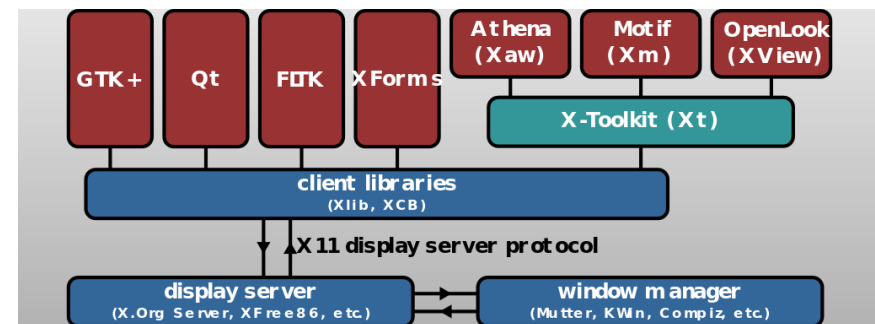 GTK+
Qt
FLTK
XForms
Athena
(Xaw)
Motif
(Xm)
OpenLook
(XView)
X-Toolkit (Xt)
client libraries
(Xlib, XCB)
X11 display server protocol
display server
(X.Org Server, XFree86, etc.)
window manager
(Mutter, KWin, Compiz, etc.)